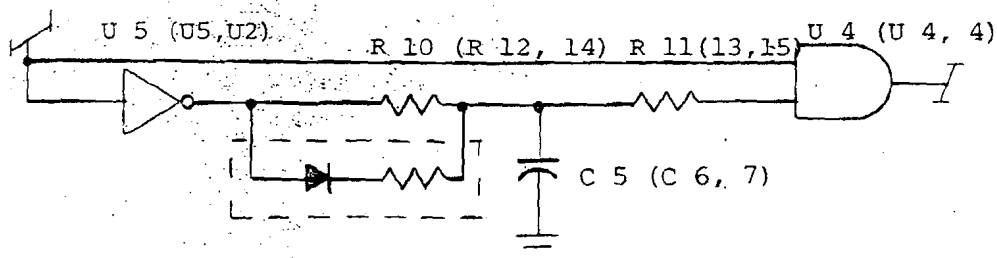 U 5 (U5,U2)
R 10 (R 12, 14) R 11(13,15) U 4 (U 4, 4)
C 5 (C 6, 7)